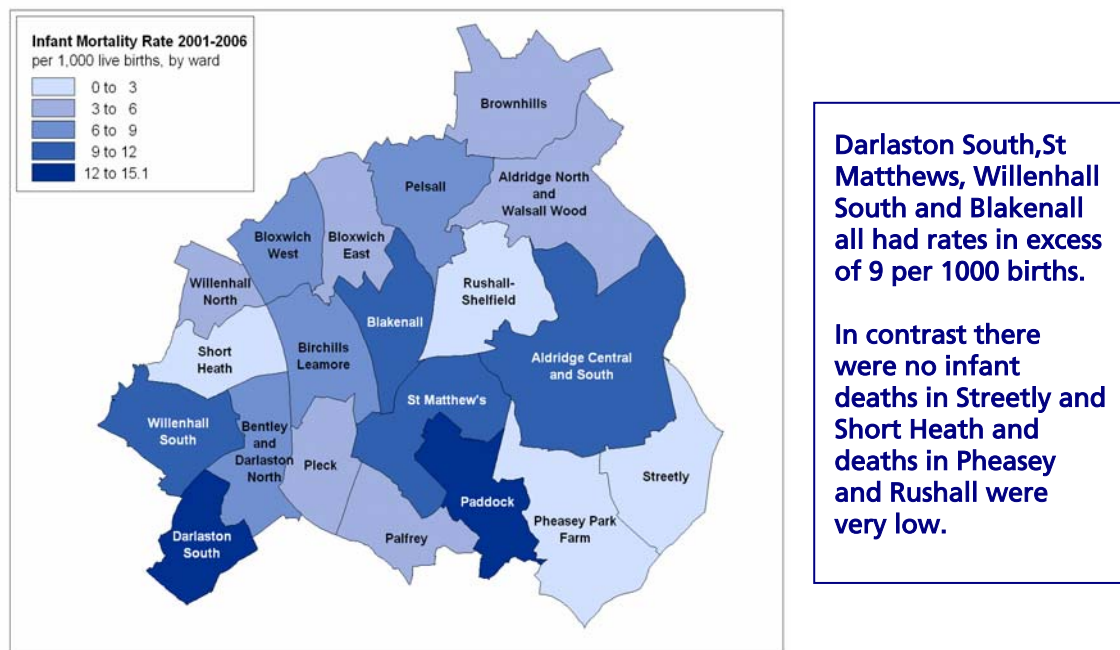 Infant Mortality Rate 2001-2006
per 1,000 live births, by ward
0 to 3
3 to 6
6 to 9
9 to 12
12 to 15.1
Brownhills
Pelsall
Aldridge North
and
Walsall Wood
Bloxwich
West
Bloxwich
East
Willenhall
North
Rushall-
Shelfield
Blakenall
Short
Heath
Birchills
Leamore
Aldridge Central
and South
St Matthew's
Willenhall
South
Bentley
and
Darlaston
North
Pleck
Streetly
Paddock
Pheasey Park
Farm
Darlaston
South
Palfrey
Darlaston South,St
Matthews, Willenhall
South and Blakenall
all had rates in excess
of 9 per 1000 births.
In contrast there
were no infant
deaths in Streetly and
Short Heath and
deaths in Pheasey
and Rushall were
very low.